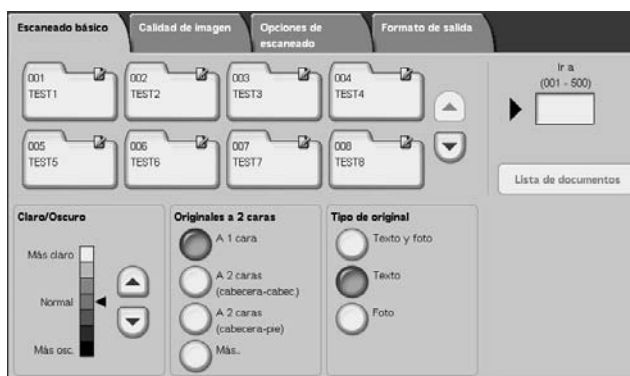 Escaneado básico
Calidad de imagen
Opciones de
escaneado
Formato de salida
001
TEST1
002
TEST2
003
TEST3
004
TEST4
Ir a
(001 - 500)
005
TEST5
006
TEST6
007
TEST7
008
TEST8
Lista de documentos
Claro/Oscuro
Más claro
Normal
Más osc.
Originales a 2 caras
A 1 cara
A 2 caras
(cabecera-cabec.)
A 2 caras
(cabecera-pie)
Más..
Tipo de original
Texto y foto
Texto
Foto